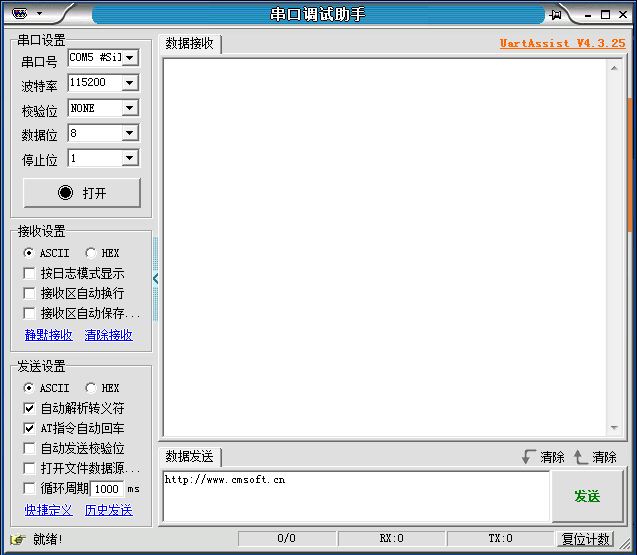 串口调试助手
串口设置
串口号 COM5 #Sil
波特率 115200
校验位 NONE
数据位 8
停止位 1
打开
接收设置
ASCII HEX
按日志模式显示
接收区自动换行
接收区自动保存...
静默接收 清除接收
发送设置
ASCII HEX
自动解析转义符
AT指令自动回车
自动发送校验位
打开文件数据源...
循环周期 1000 ms
快捷定义 历史发送
数据接收 UartAssist V4.3.25
数据发送 清除 清除
http://www.cmsoft.cn
发送
就绪! 0/0 RX:0 TX:0 复位计数